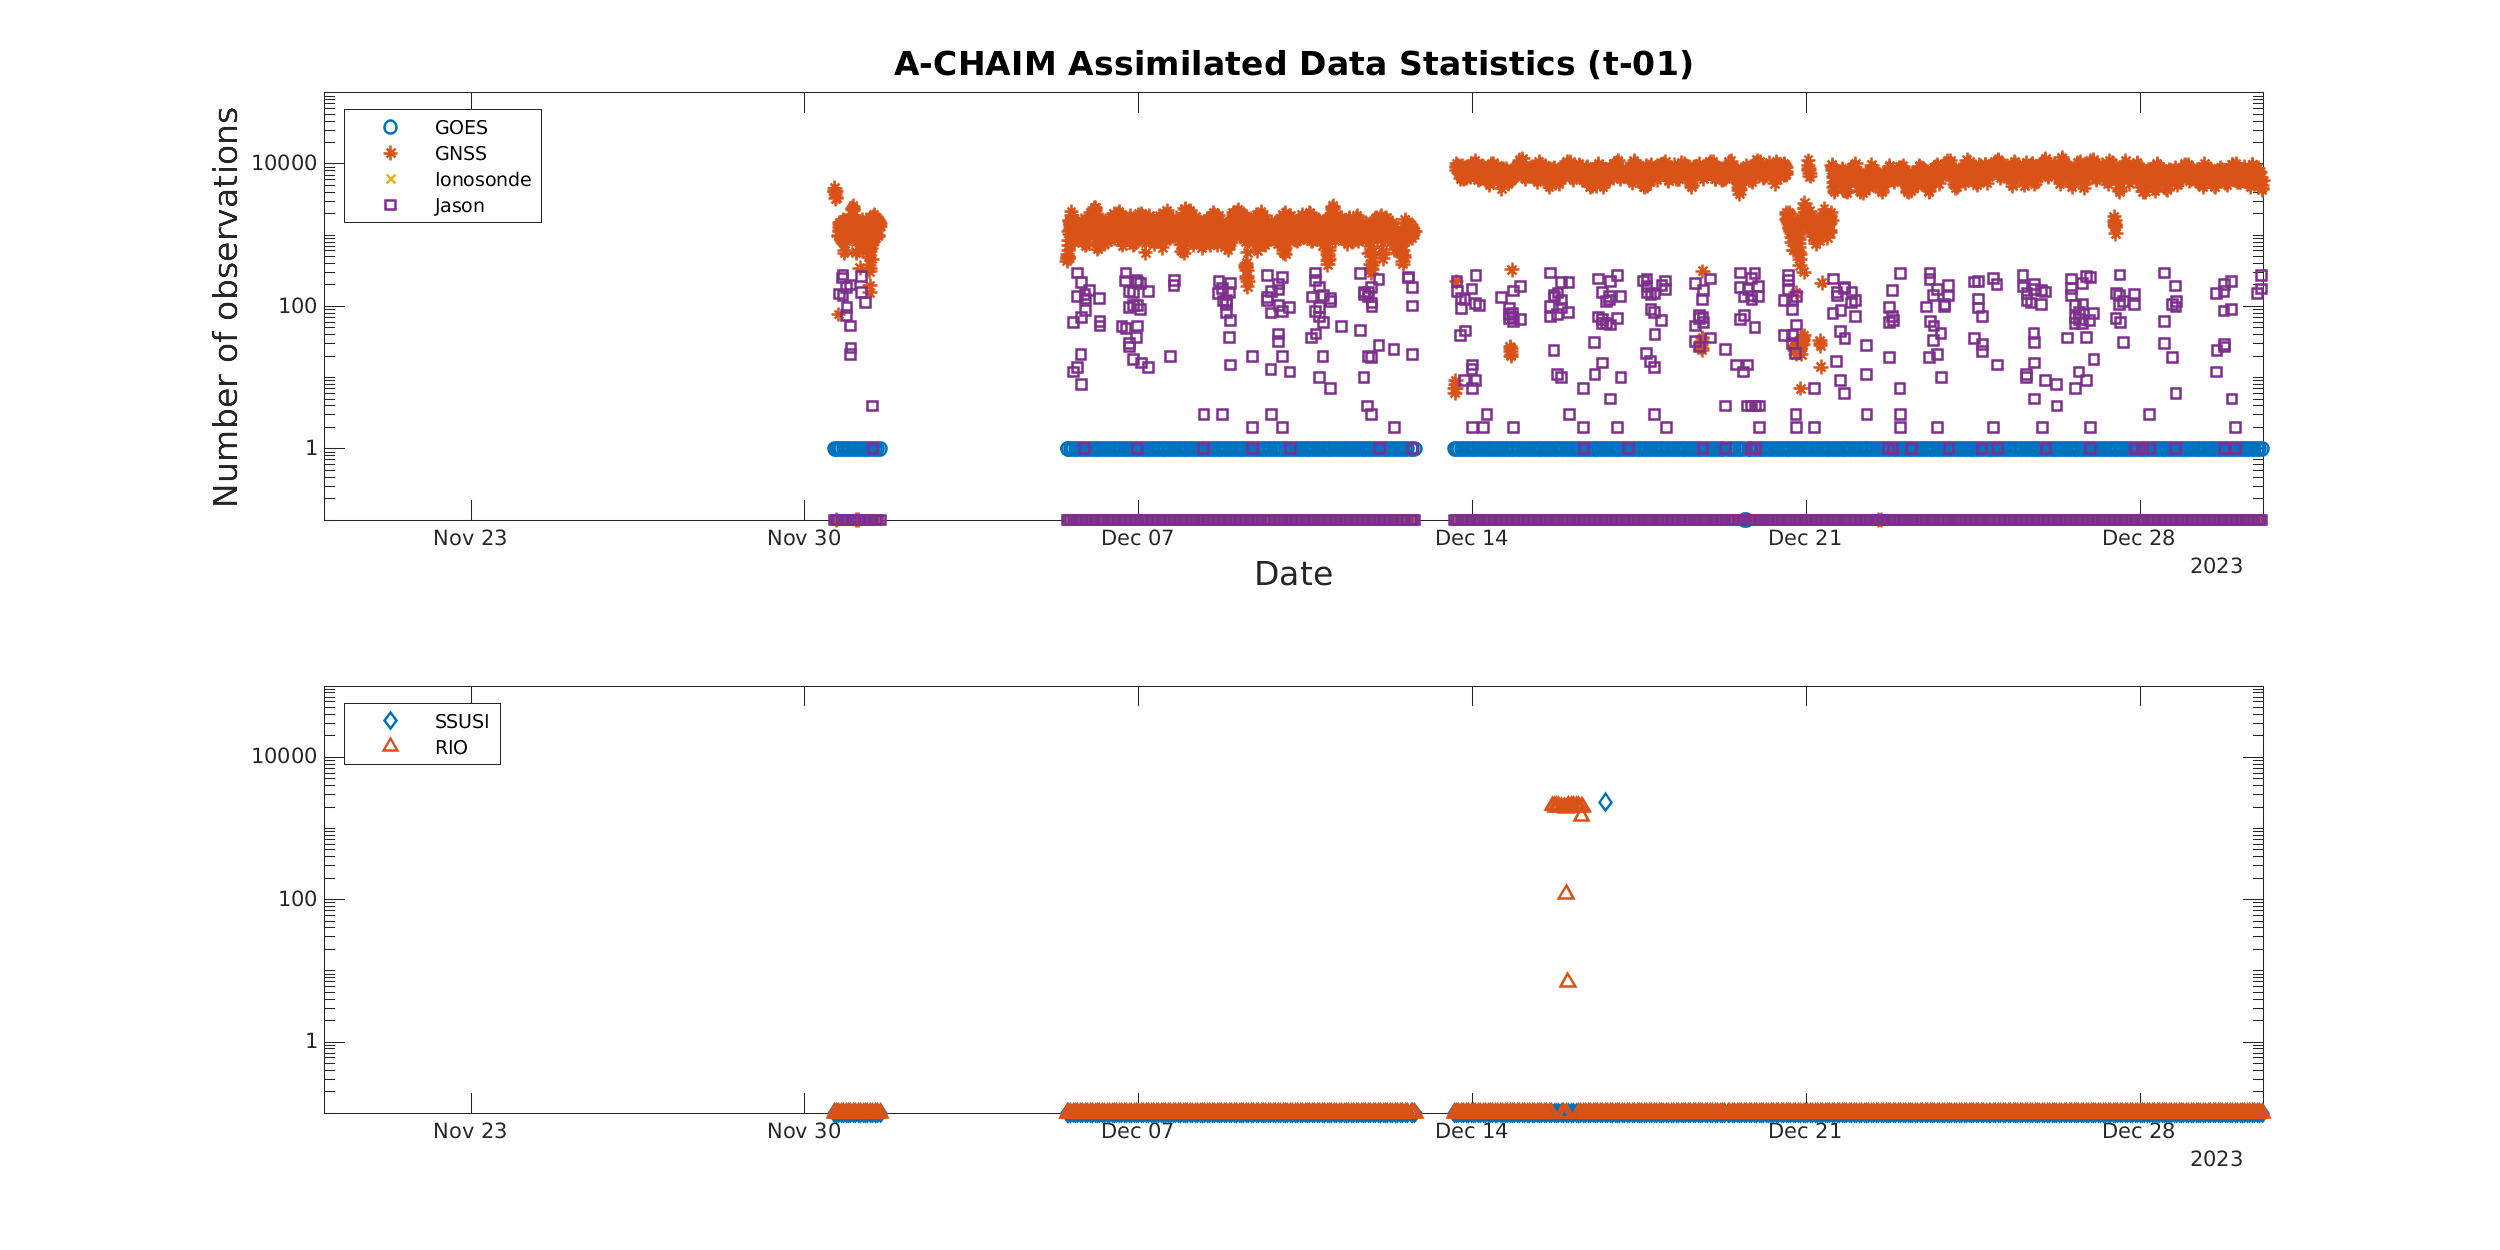 A-CHAIM Assimilated Data Statistics (t-01)
Number of observations
10000
100
1
GOES
GNSS
Ionosonde
Jason
Nov 23
Nov 30
Dec 07
Dec 14
Dec 21
Dec 28
2023
Date
10000
100
1
SSUSI
RIO
Nov 23
Nov 30
Dec 07
Dec 14
Dec 21
Dec 28
2023